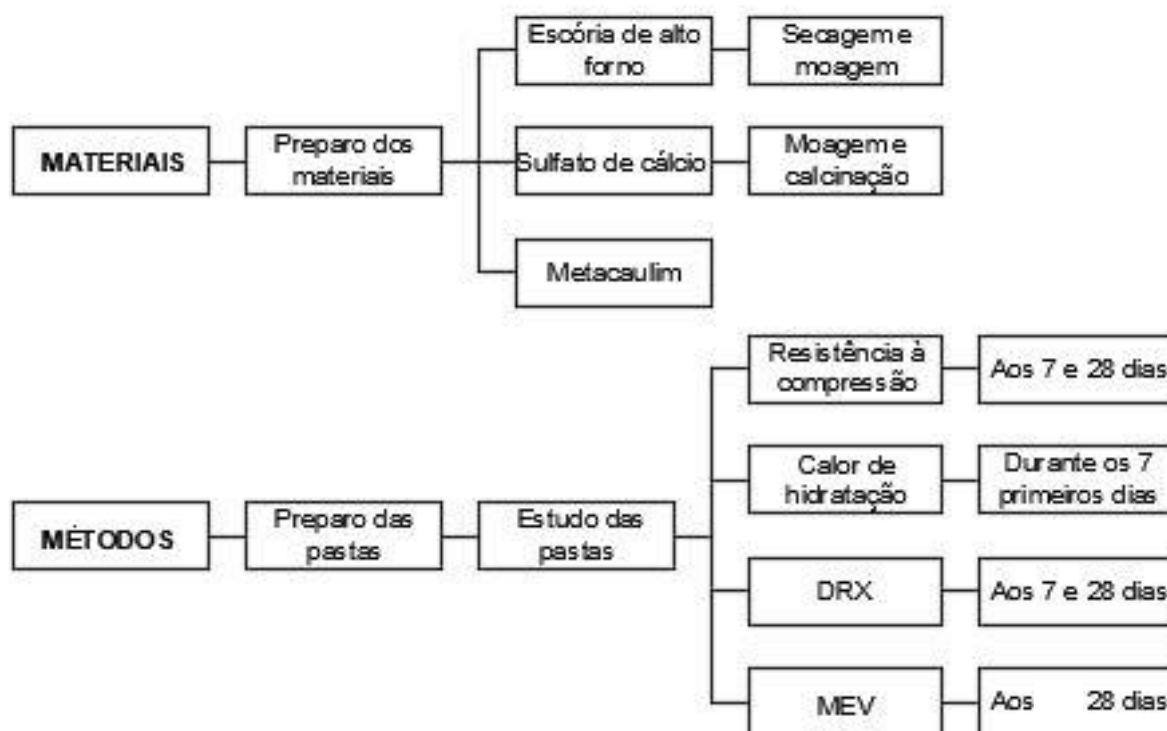 Escória de alto
forno
Secagem e
moagem
MATERIAIS
Preparo dos
materiais
Sulfato de cálcio
Moagem e
calcinação
Metacaulim
Resistência à
compressão
Aos 7 e 28 dias
Calor de
hidratação
Durante os 7
primeiros dias
MÉTODOS
Preparo das
pastas
Estudo das
pastas
DRX
Aos 7 e 28 dias
MEV
Aos 28 dias